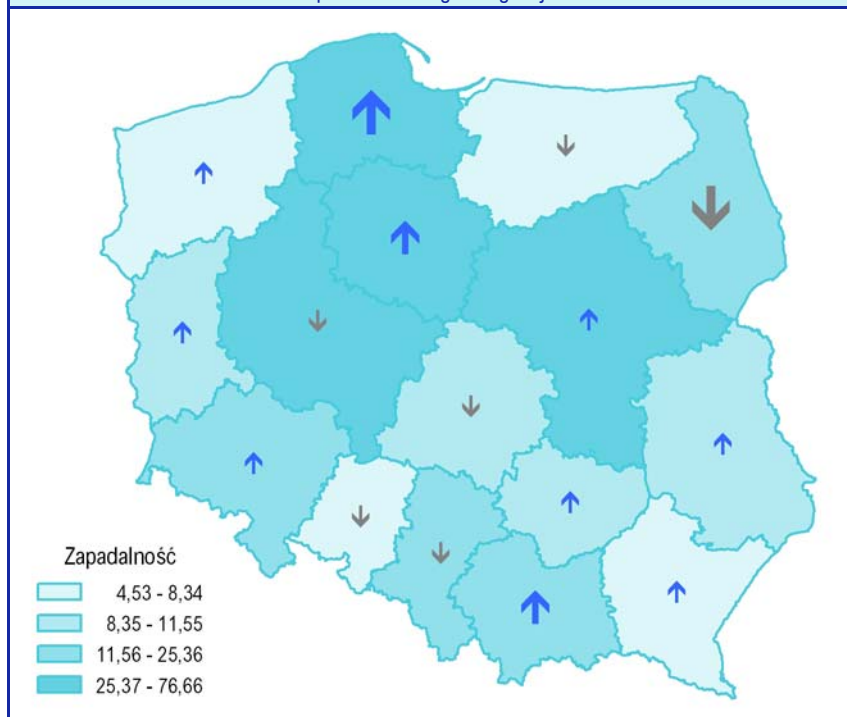 Zapadalność
4,53 - 8,34
8,35 - 11,55
11,56 - 25,36
25,37 - 76,66